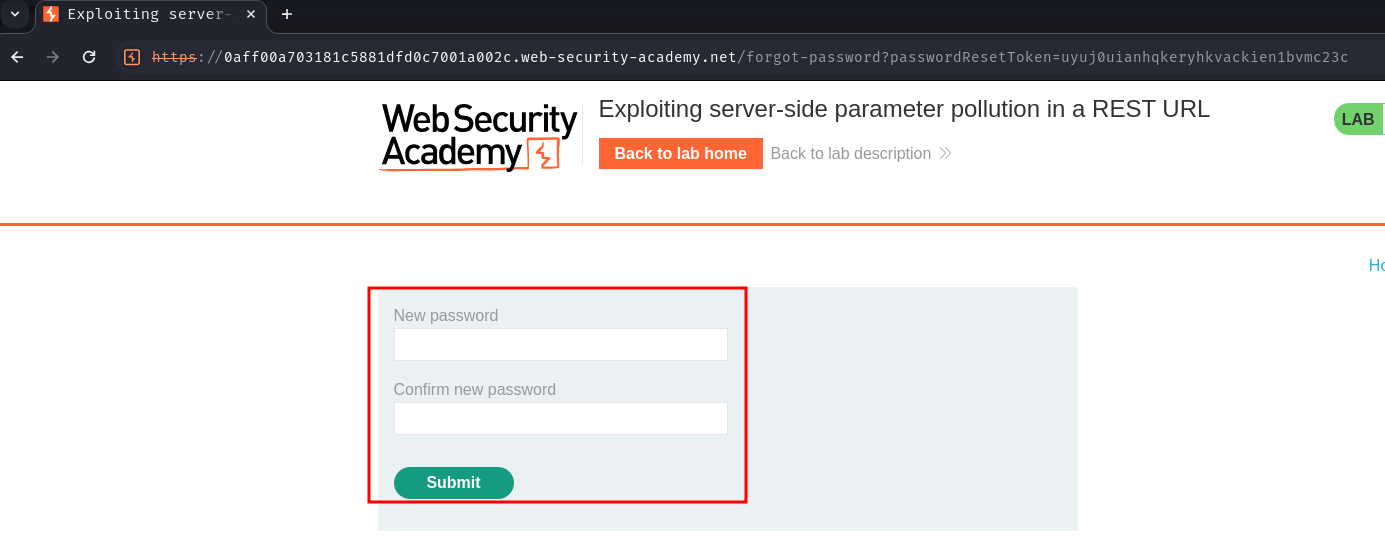 Exploiting server-
https://0aff00a703181c5881dfd0c7001a002c.web-security-academy.net/forgot-password?passwordResetToken=uyuj0uianhqkeryhkvackien1bvmc23c
Web Security
Academy
Exploiting server-side parameter pollution in a REST URL
LAB
Back to lab home
Back to lab description
Ho
New password
Confirm new password
Submit